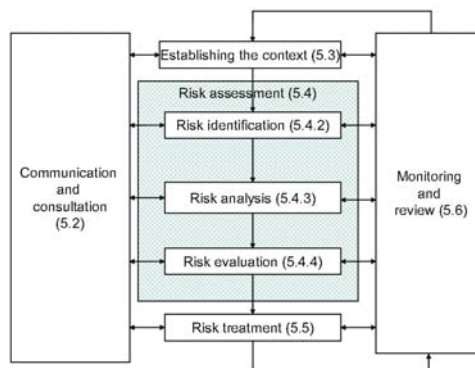 Establishing the context (5.3)
Risk assessment (5.4)
Risk identification (5.4.2)
Communication
and
consultation
(5.2)
Risk analysis (5.4.3)
Monitoring
and
review (5.6)
Risk evaluation (5.4.4)
Risk treatment (5.5)